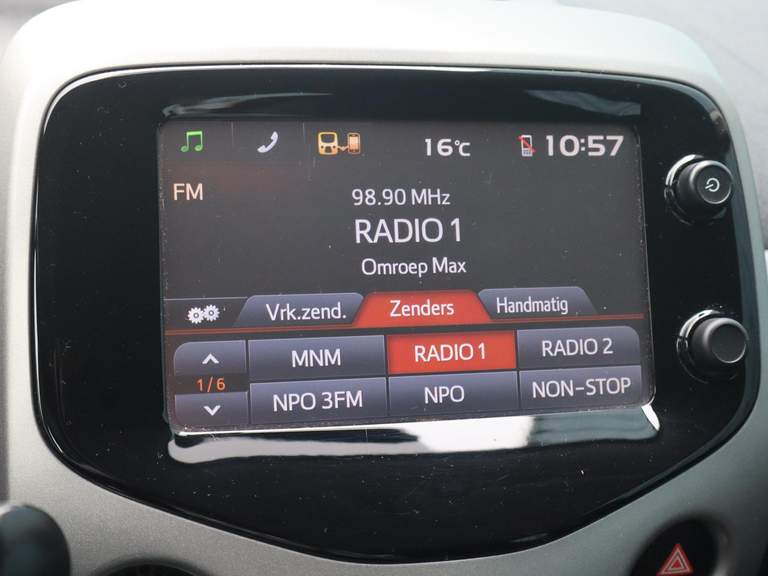 16°C 10:57
FM
98.90 MHz
RADIO 1
Omroep Max
Vrk.zend. Zenders Handmatig
MNM RADIO 1 RADIO 2
1/6
NPO 3FM NPO NON-STOP